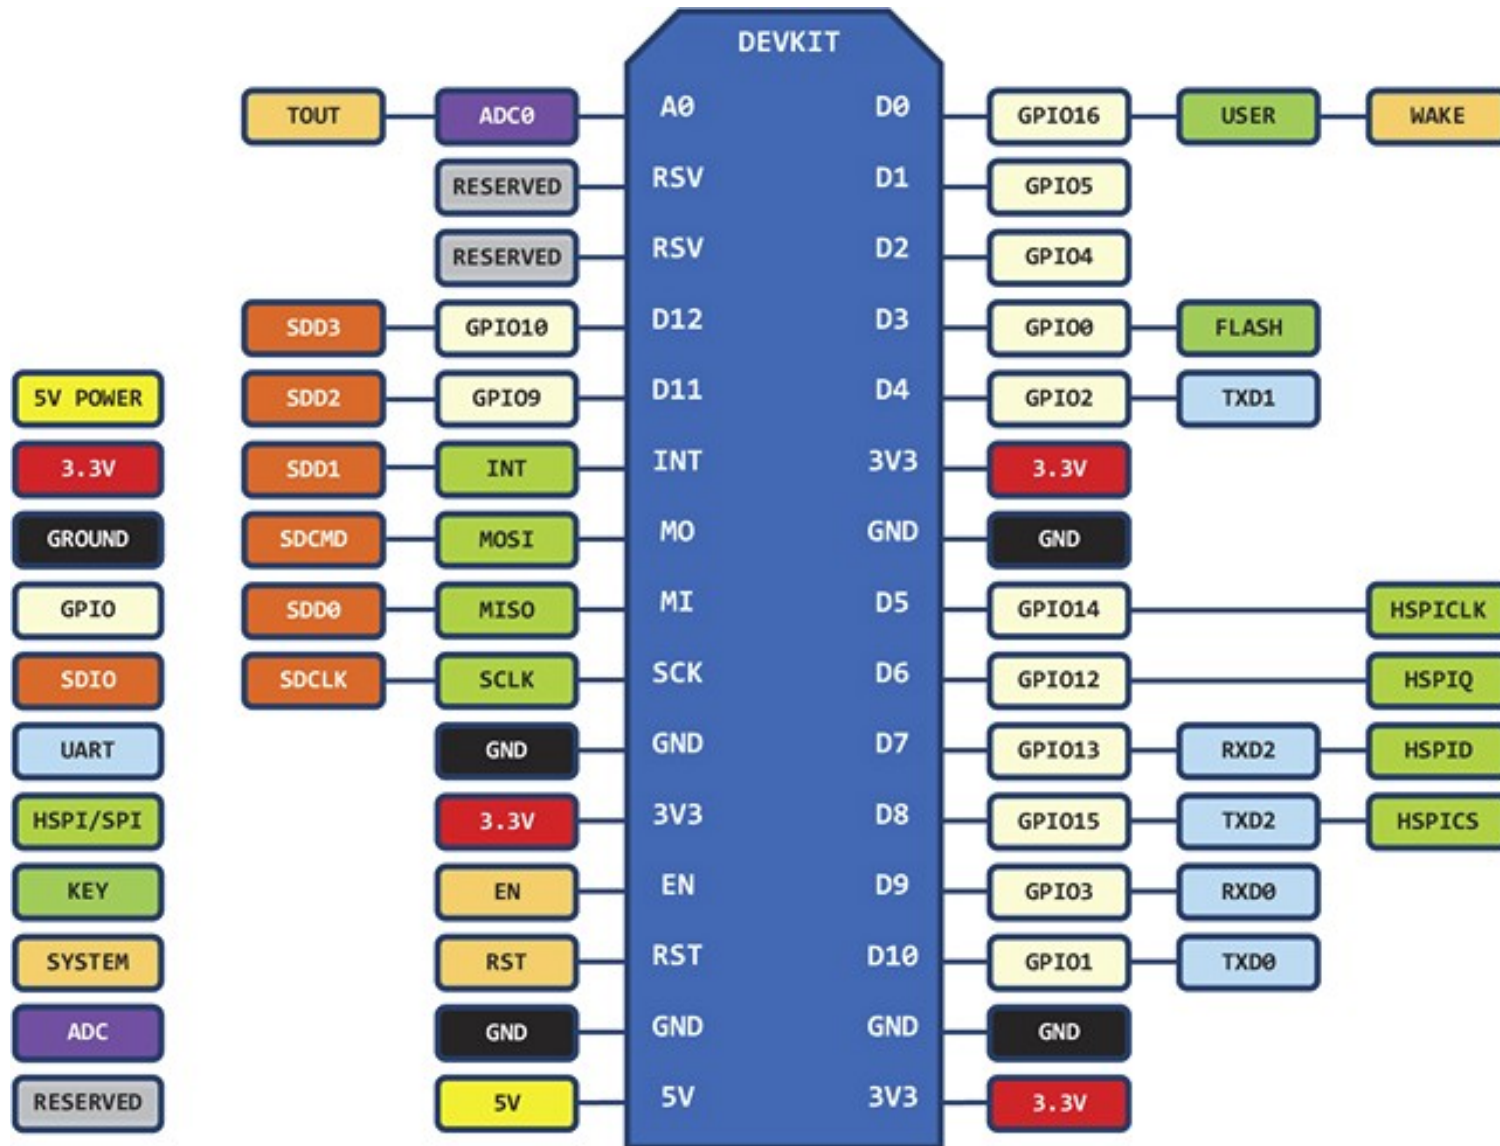 DEVKIT
TOUT ADC0 A0 D0 GPIO16 USER WAKE
RESERVED RSV D1 GPIO5
RESERVED RSV D2 GPIO4
SDD3 GPIO10 D12 D3 GPIO0 FLASH
5V POWER SDD2 GPIO9 D11 D4 GPIO2 TXD1
3.3V SDD1 INT INT 3V3 3.3V
GROUND SDCMD MOSI MO GND GND
GPIO SDD0 MISO MI D5 GPIO14 HSPICLK
SDIO SDCLK SCLK SCK D6 GPIO12 HSPIQ
UART GND GND D7 GPIO13 RXD2 HSPID
HSPI/SPI 3.3V 3V3 D8 GPIO15 TXD2 HSPICS
KEY EN EN D9 GPIO3 RXD0
SYSTEM RST RST D10 GPIO1 TXD0
ADC GND GND GND GND
RESERVED 5V 5V 3V3 3.3V